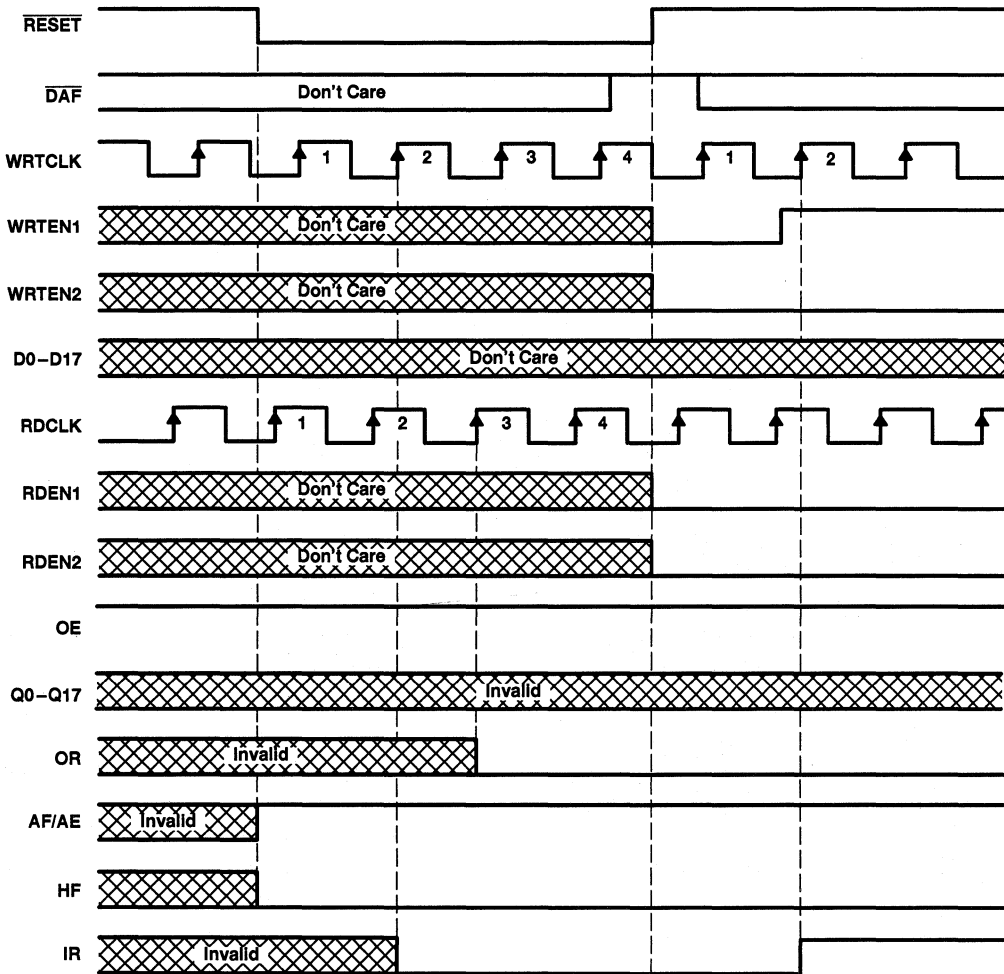 RESET
DAF Don't Care
WRTCLK 1 2 3 4 1 2
WRTEN1 Don't Care
WRTEN2 Don't Care
D0–D17 Don't Care
RDCLK 1 2 3 4
RDEN1 Don't Care
RDEN2 Don't Care
OE
Q0–Q17 Invalid
OR Invalid
AF/AE Invalid
HF
IR Invalid